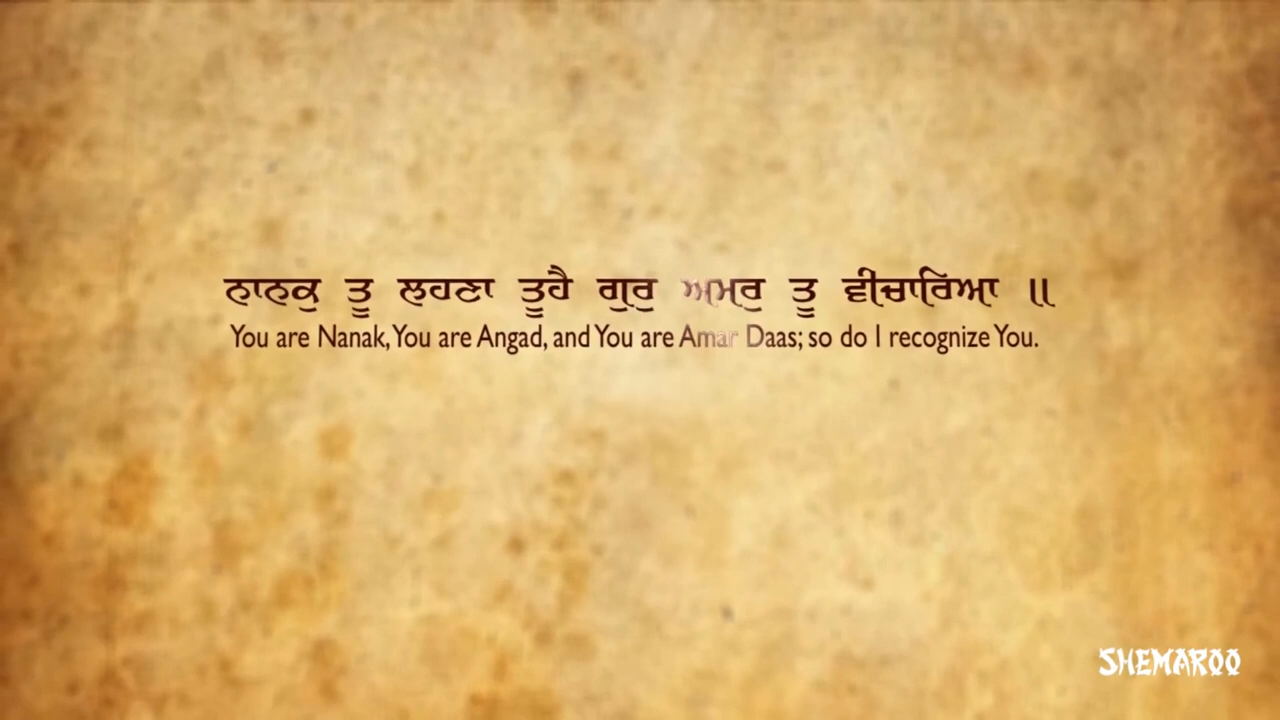 ਨਾਨਕੁ ਤੂ ਲਹਣਾ ਤੂਹੈ ਗੁਰੁ ਅਮਰੁ ਤੂ ਵੀਚਾਰਿਆ ॥
You are Nanak, You are Angad, and You are Amar Daas; so do I recognize You.
SHEMAROO